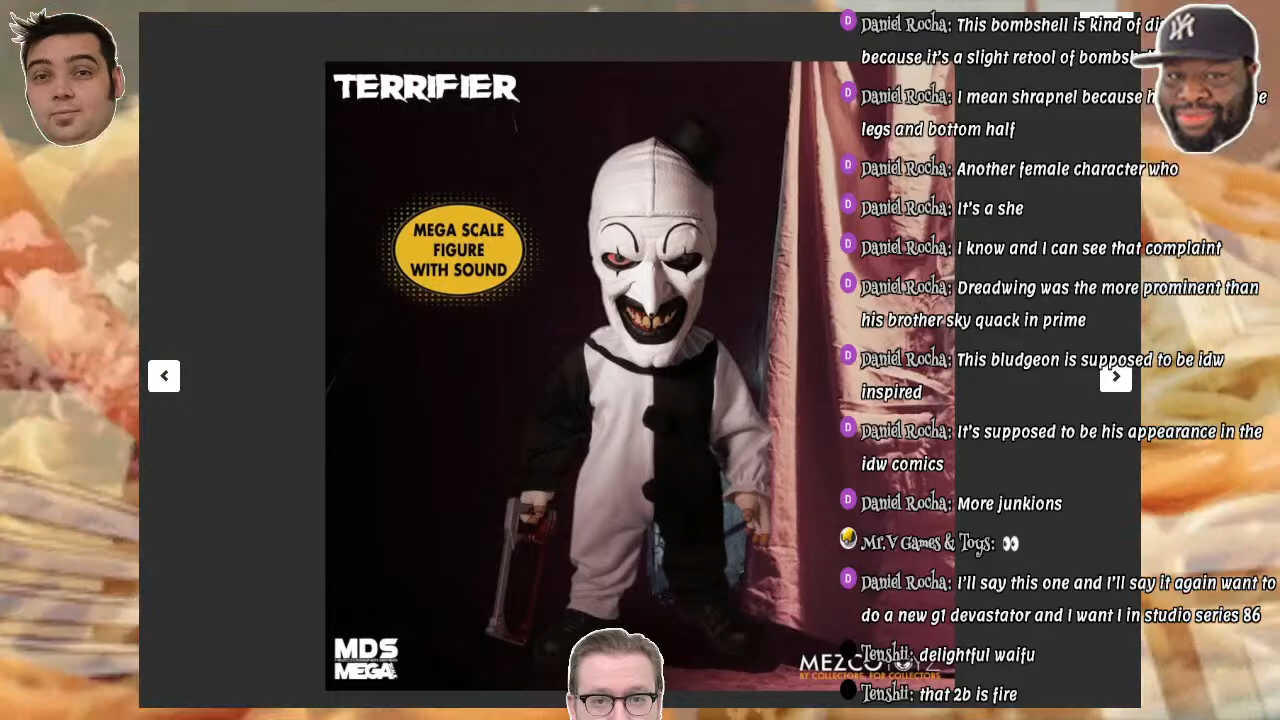 TERRIFIER
MEGA SCALE
FIGURE
WITH SOUND
MDS
MEGA
MEZCO TOYZ
BY COLLECTORS, FOR COLLECTORS
Daniel Rocha: This bombshell is kind of
because it's a slight retool of
Daniel Rocha: I mean shrapnel because
legs and bottom half
Daniel Rocha: Another female character who
Daniel Rocha: It's a she
Daniel Rocha: I know and I can see that complaint
Daniel Rocha: Dreadwing was the more prominent than
his brother sky quack in prime
Daniel Rocha: This bludgeon is supposed to be idw
inspired
Daniel Rocha: It's supposed to be his appearance in the
idw comics
Daniel Rocha: More junkions
Mr.V Games & Toys: 👀
Daniel Rocha: I'll say this one and I'll say it again want to
do a new g1 devastator and I want I in studio series 86
Tenshii: delightful waifu
Tenshii: that 2b is fire